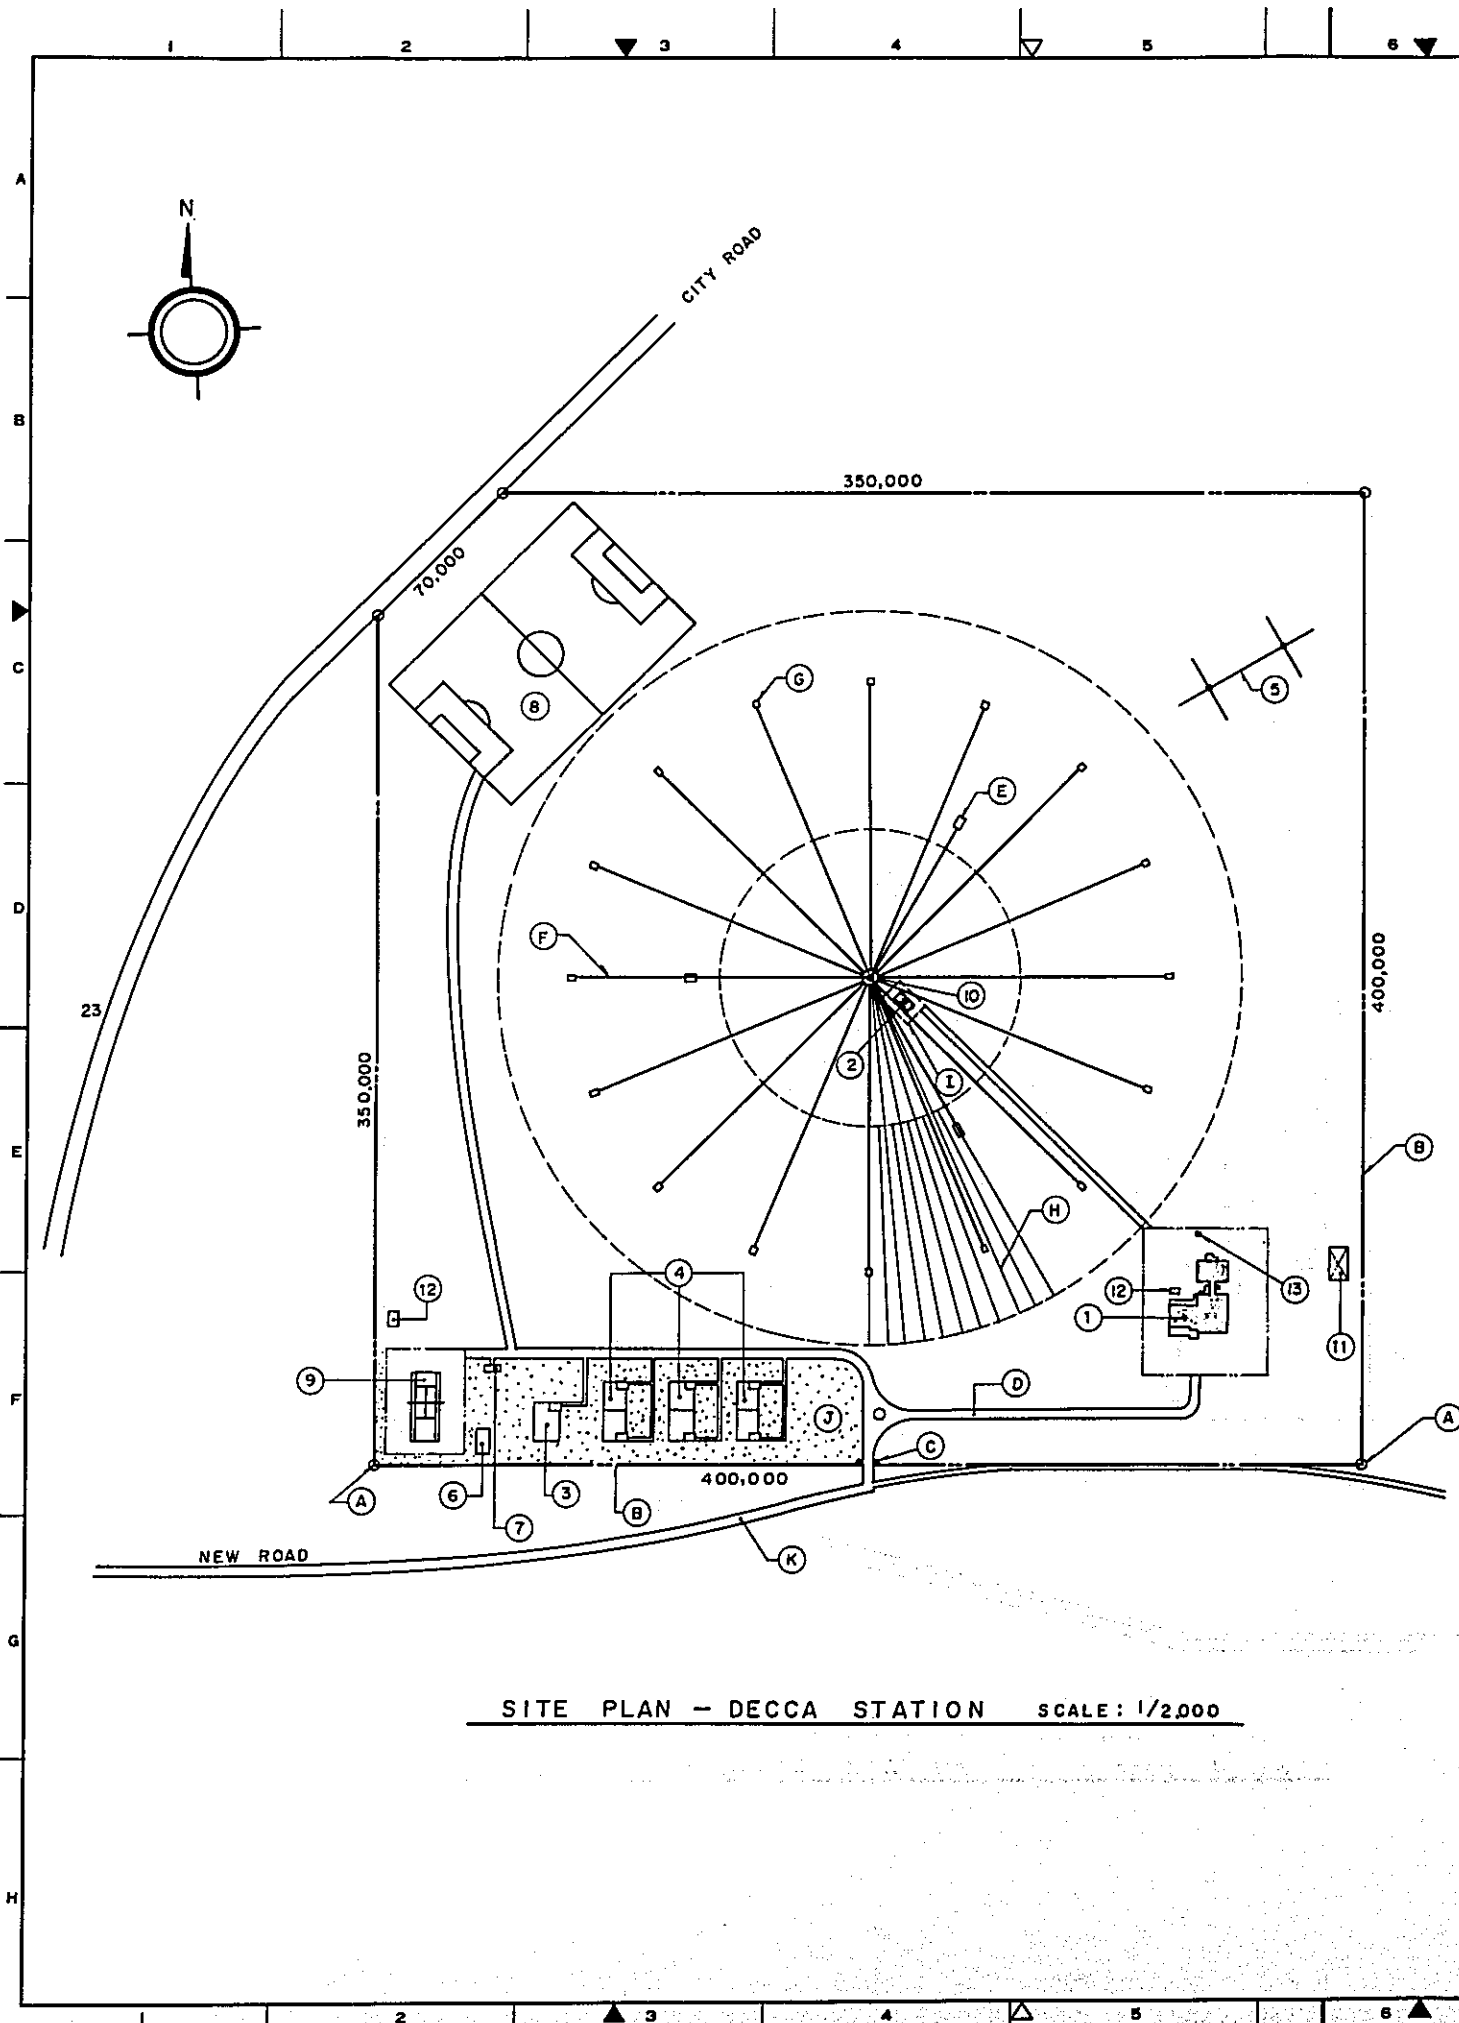 1 2 3 4 5 6
A
N
CITY ROAD
B
350,000
70,000
C
G
5
8
E
D
F
400,000
10
23
2
I
350,000
E
B
H
4
12
13
12
1
11
9
D
F
J
A
C
400,000
A
6
3
B
7
NEW ROAD
K
G
SITE PLAN — DECCA STATION SCALE: 1/2,000
H
1 2 3 4 5 6